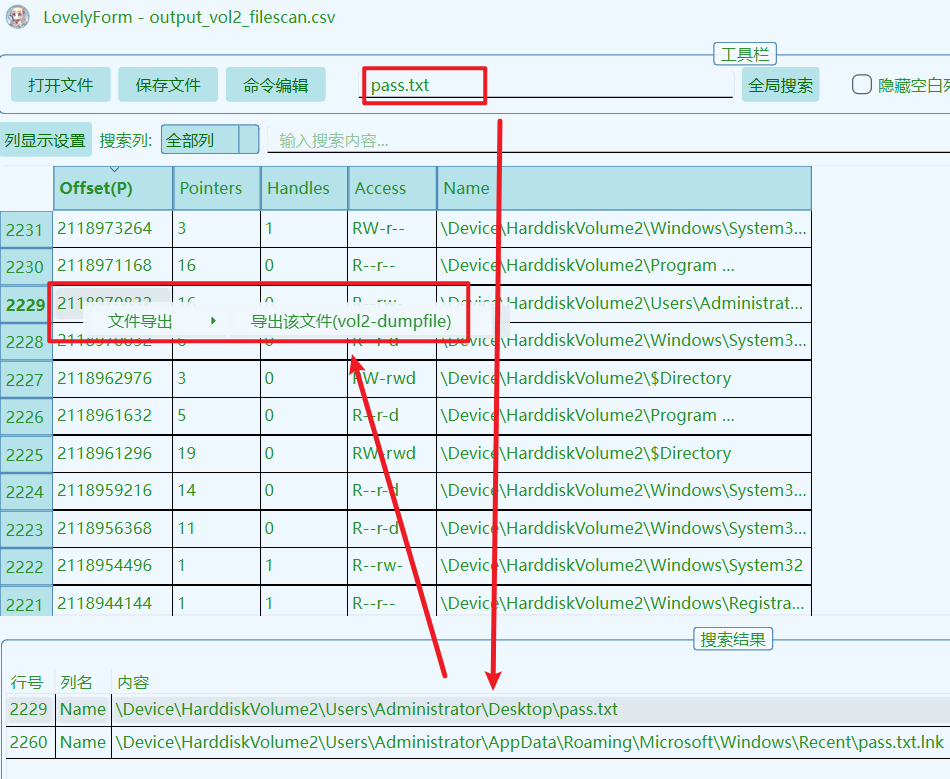 LovelyForm - output_vol2_filescan.csv
工具栏
打开文件 保存文件 命令编辑 pass.txt 全局搜索 隐藏空白
列显示设置 搜索列: 全部列 输入搜索内容...
Offset(P) Pointers Handles Access Name
2231 2118973264 3 1 RW-r-- \Device\HarddiskVolume2\Windows\System3...
2230 2118971168 16 0 R--r-- \Device\HarddiskVolume2\Program ...
2229 2118970832 16 0 R--rw- \Device\HarddiskVolume2\Users\Administrat...
文件导出 导出该文件(vol2-dumpfile)
2228 0 R--r-d \Device\HarddiskVolume2\Windows\System3...
2227 2118962976 3 0 RW-rwd \Device\HarddiskVolume2\$Directory
2226 2118961632 5 0 R--r-d \Device\HarddiskVolume2\Program ...
2225 2118961296 19 0 RW-rwd \Device\HarddiskVolume2\$Directory
2224 2118959216 14 0 R--r-d \Device\HarddiskVolume2\Windows\System3...
2223 2118956368 11 0 R--r-d \Device\HarddiskVolume2\Windows\System3...
2222 2118954496 1 1 R--rw- \Device\HarddiskVolume2\Windows\System32
2221 2118944144 1 1 R--r-- \Device\HarddiskVolume2\Windows\Registra...
搜索结果
行号 列名 内容
2229 Name \Device\HarddiskVolume2\Users\Administrator\Desktop\pass.txt
2260 Name \Device\HarddiskVolume2\Users\Administrator\AppData\Roaming\Microsoft\Windows\Recent\pass.txt.lnk